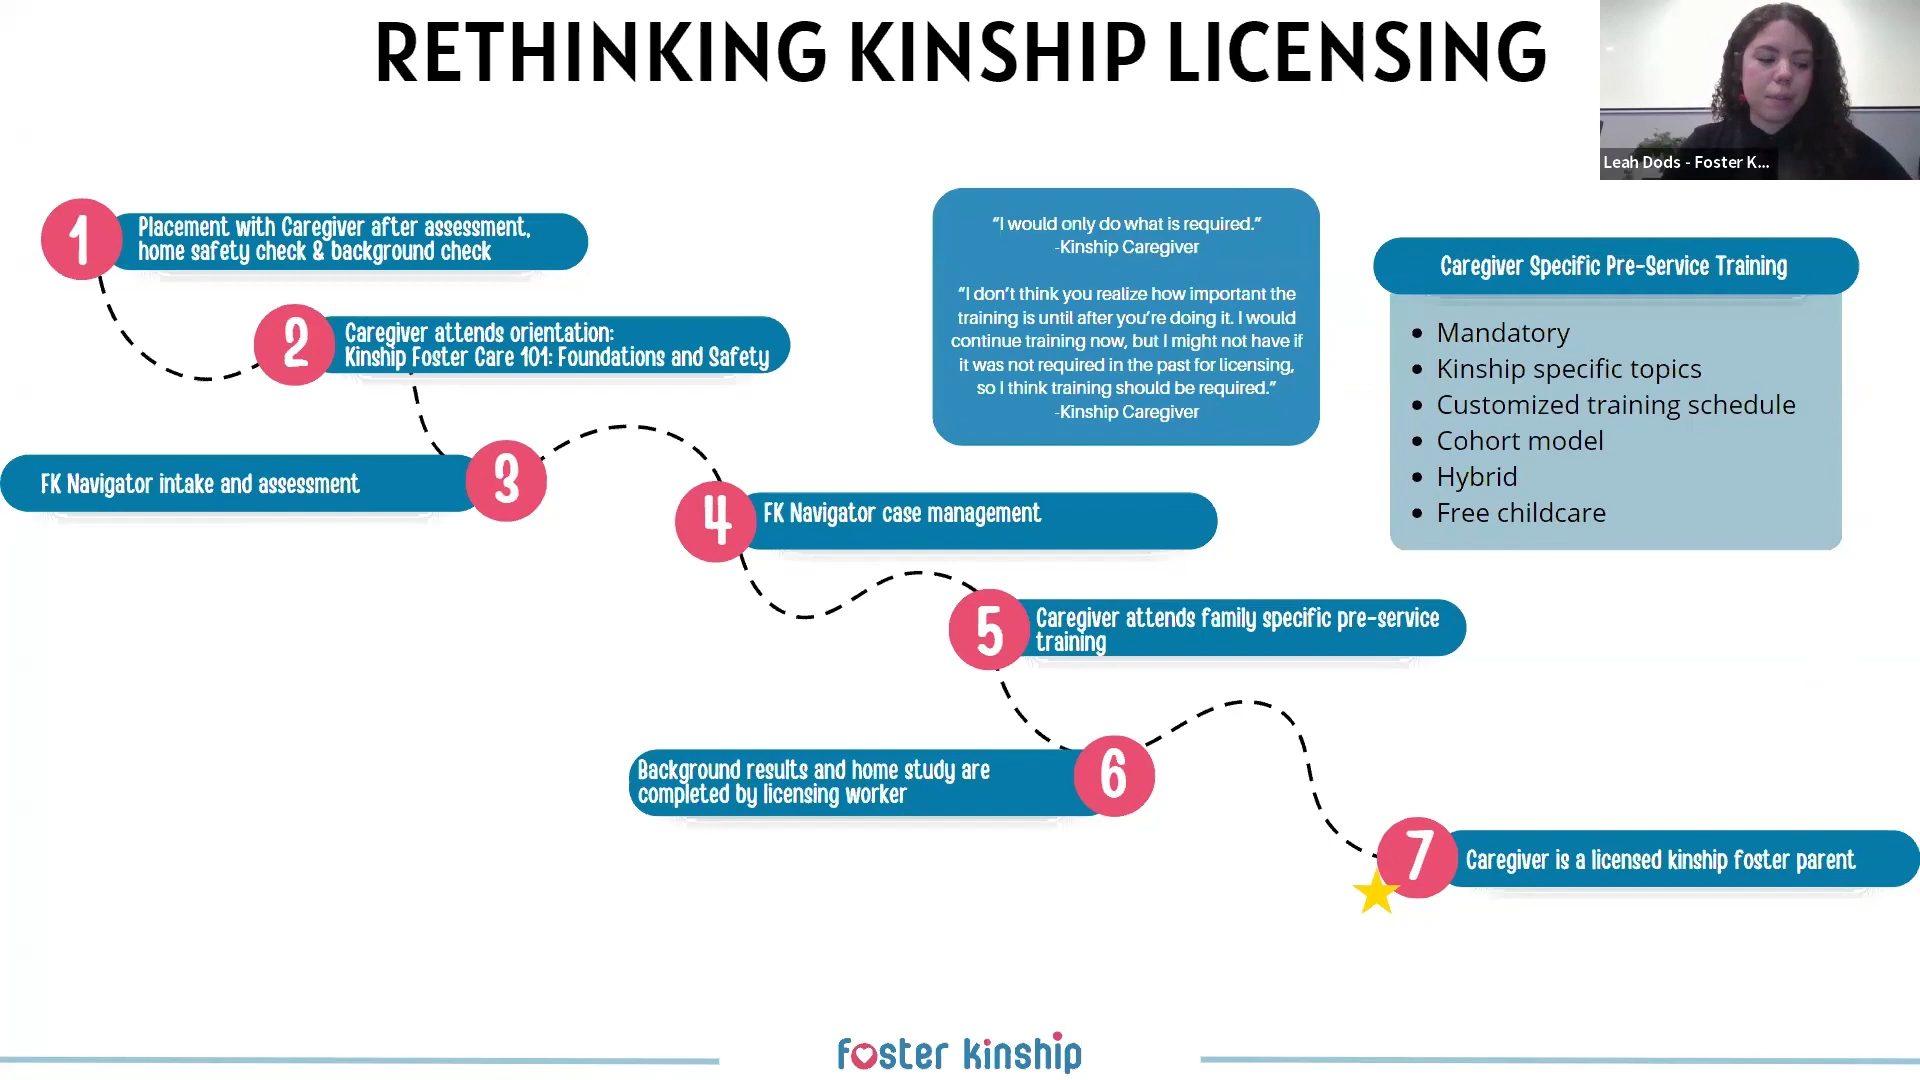 RETHINKING KINSHIP LICENSING
Leah Dods - Foster K...
1
Placement with Caregiver after assessment,
home safety check & background check
2
Caregiver attends orientation:
Kinship Foster Care 101: Foundations and Safety
FK Navigator intake and assessment
3
4
FK Navigator case management
5
Caregiver attends family specific pre-service
training
Background results and home study are
completed by licensing worker
6
7
Caregiver is a licensed kinship foster parent
"I would only do what is required."
-Kinship Caregiver
"I don't think you realize how important the
training is until after you're doing it. I would
continue training now, but I might not have if
it was not required in the past for licensing,
so I think training should be required."
-Kinship Caregiver
Caregiver Specific Pre-Service Training
• Mandatory
• Kinship specific topics
• Customized training schedule
• Cohort model
• Hybrid
• Free childcare
foster kinship